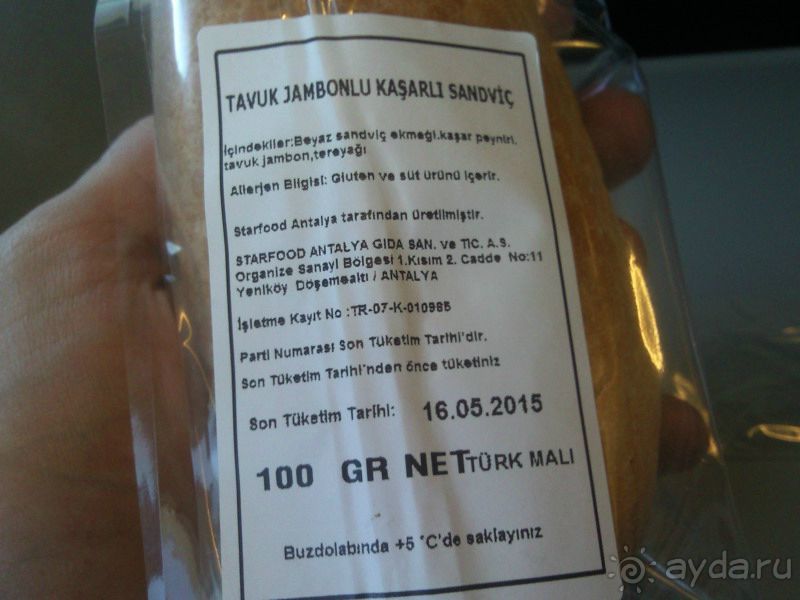 TAVUK JAMBONLU KAŞARLI SANDVİÇ
İçindekiler:Beyaz sandviç ekmeği,kaşar peyniri,
tavuk jambon,tereyağı
Allerjen Bilgisi: Gluten ve süt ürünü içerir.
Starfood Antalya tarafından üretilmiştir.
STARFOOD ANTALYA GIDA SAN. ve TİC. A.S.
Organize Sanayi Bölgesi 1.Kısım 2. Cadde No:11
Yeniköy Döşemealtı / ANTALYA
İşletme Kayıt No :TR-07-K-010985
Parti Numarası Son Tüketim Tarihi'dir.
Son Tüketim Tarihi'nden önce tüketiniz
Son Tüketim Tarihi: 16.05.2015
100 GR NET TÜRK MALI
Buzdolabında +5 °C'de saklayınız
ayda.ru